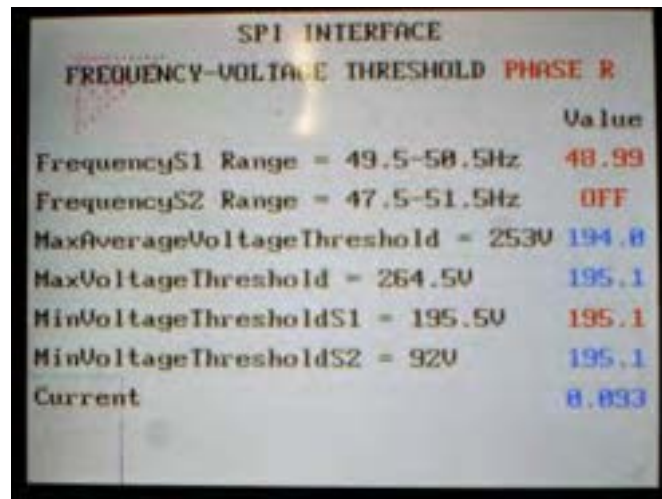 SPI INTERFACE
FREQUENCY-VOLTAGE THRESHOLD PHASE R
Value
FrequencyS1 Range = 49.5-50.5Hz 48.99
FrequencyS2 Range = 47.5-51.5Hz OFF
MaxAverageVoltageThreshold = 253V 194.0
MaxVoltageThreshold = 264.5V 195.1
MinVoltageThresholdS1 = 195.5V 195.1
MinVoltageThresholdS2 = 92V 195.1
Current 0.093